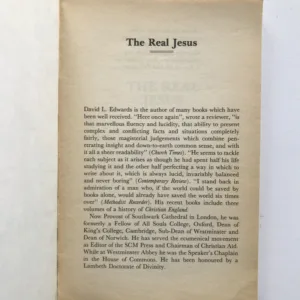 The Real Jesus
David L. Edwards is the author of many books which have
been well received. "Here once again", wrote a reviewer, "is
that marvellous fluency and lucidity, that ability to present
complex and conflicting facts and situations completely
fairly, those magisterial judgements which combine pene-
trating insight and down-to-earth common sense, and with
it all a sheer readability" (Church Times). "He seems to tackle
each subject as it arises as though he had spent half his life
studying it and the other half perfecting a way in which to
write about it, which is always lucid, invariably balanced
and never boring" (Contemporary Review). "I stand back in
admiration of a man who, if the world could be saved by
books alone, would already have saved the world six times
over" (Methodist Recorder). His recent books include three
volumes of a history of Christian England.
Now Provost of Southwark Cathedral in London, he was
formerly a Fellow of All Souls College, Oxford, Dean of
King's College, Cambridge, Sub-Dean of Westminster and
Dean of Norwich. He has served the ecumenical movement
as Editor of the SCM Press and Chairman of Christian Aid.
While at Westminster Abbey he was the Speaker's Chaplain
in the House of Commons. He has been honoured by a
Lambeth Doctorate of Divinity.